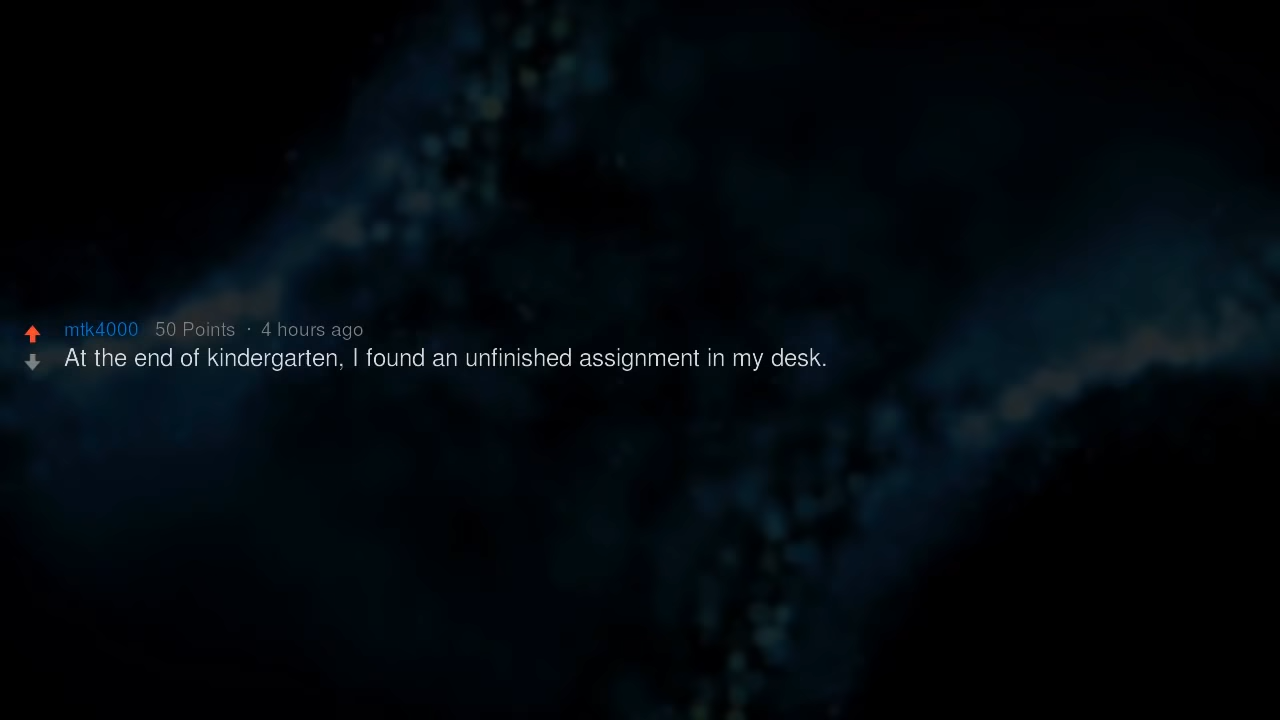 mtk4000 50 Points · 4 hours ago
At the end of kindergarten, I found an unfinished assignment in my desk.